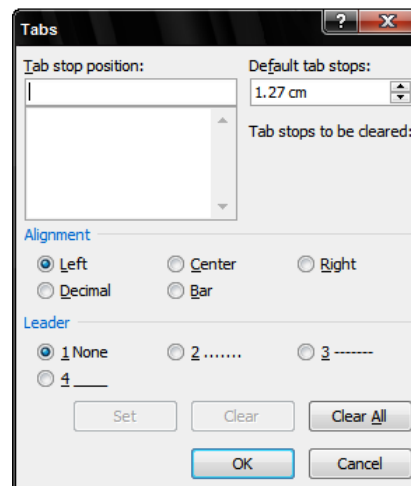 Tabs
Tab stop position: Default tab stops:
1.27 cm
Tab stops to be cleared:
Alignment
Left Center Right
Decimal Bar
Leader
1 None 2 ....... 3 -------
4 ____
Set Clear Clear All
OK Cancel